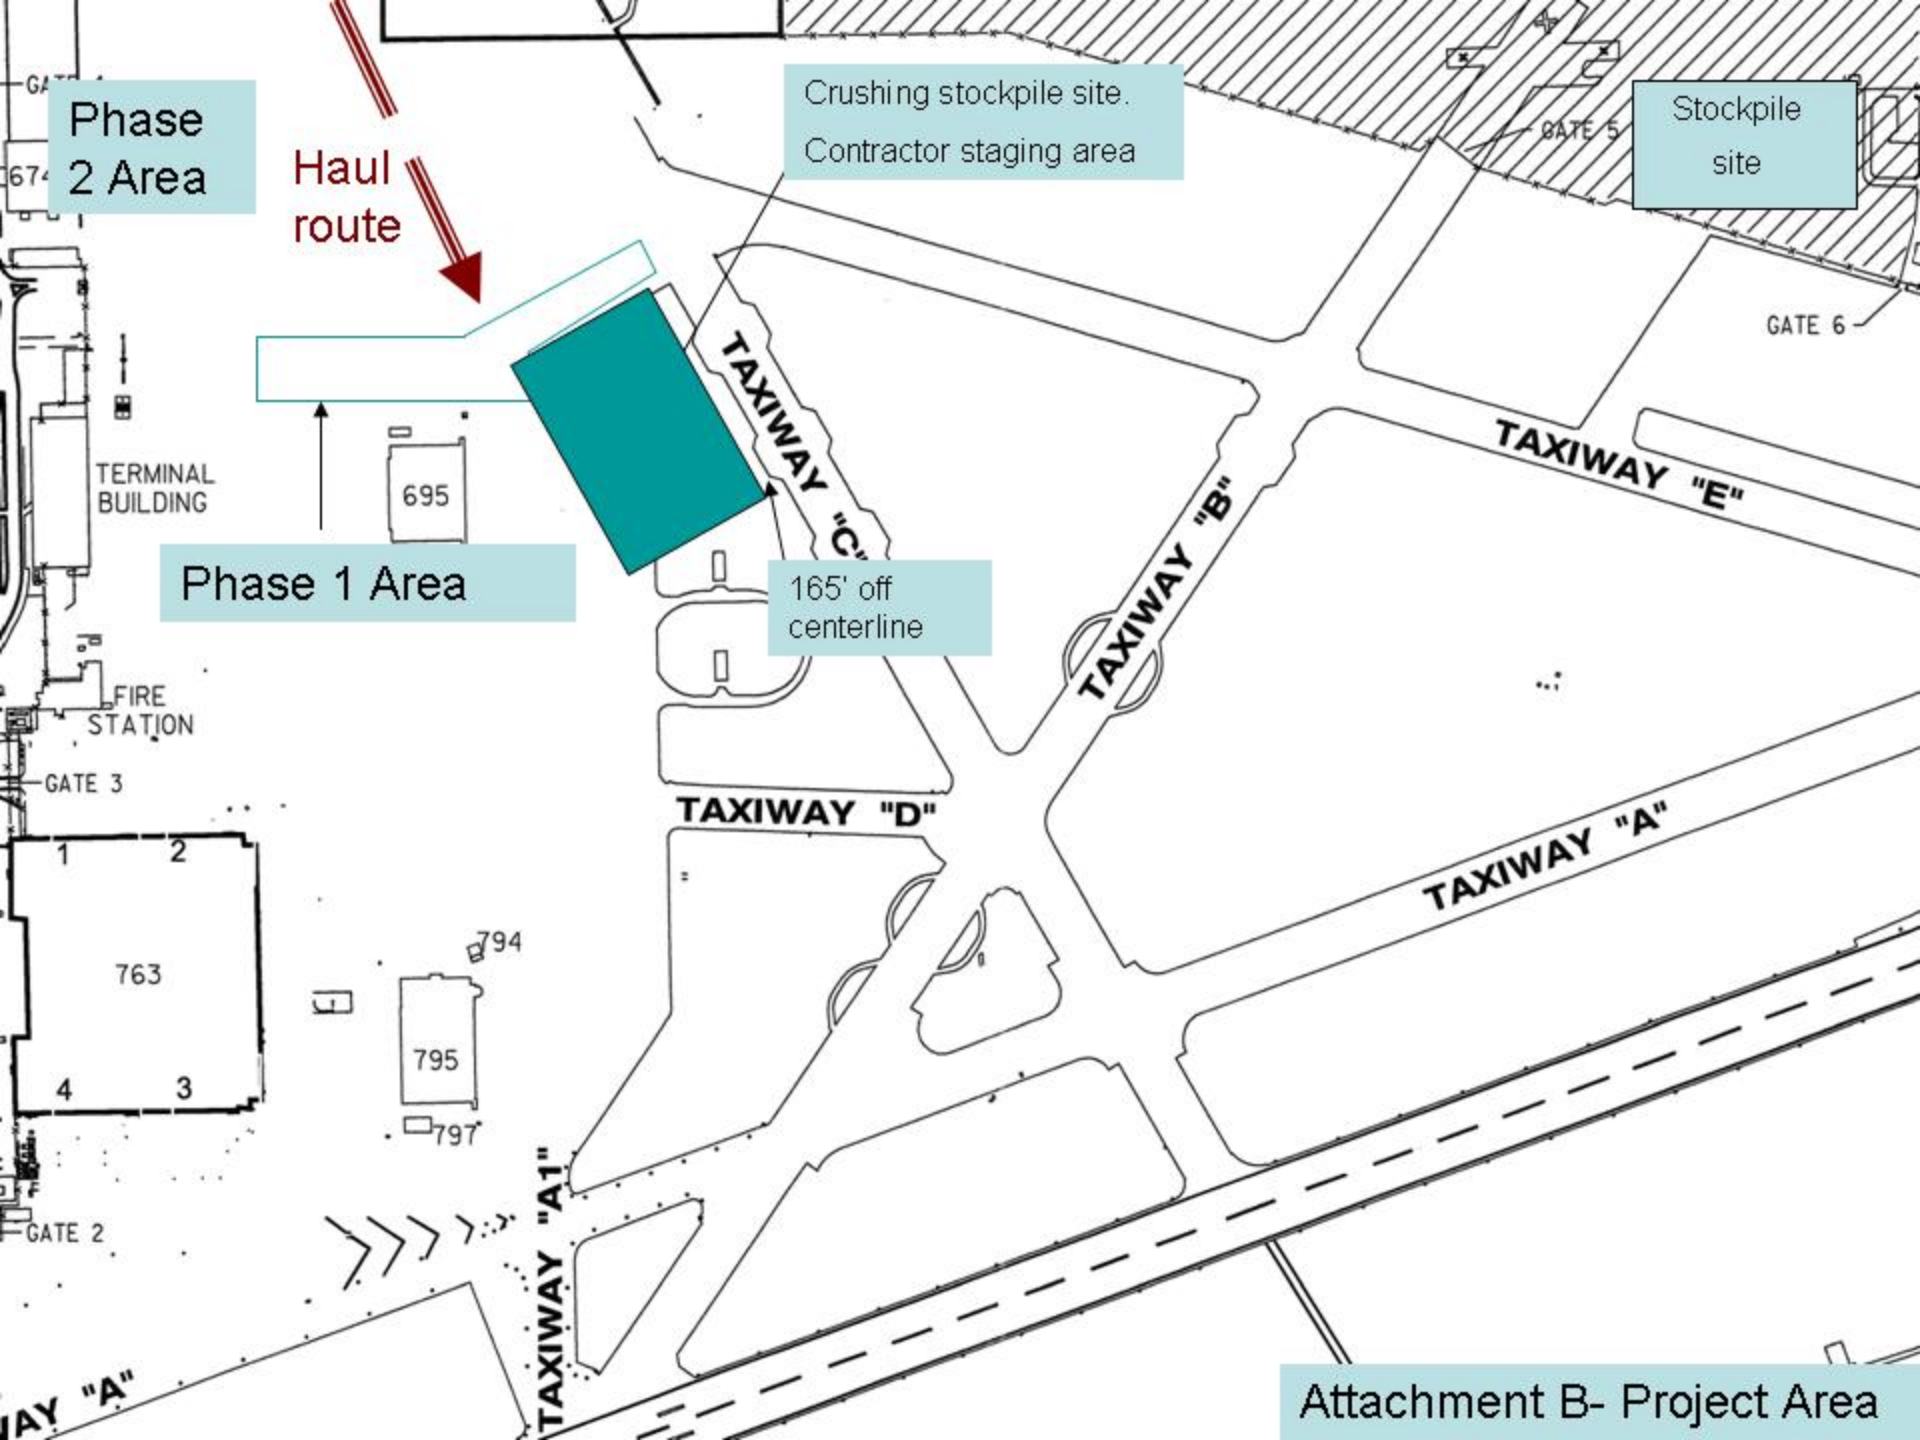 Phase
2 Area
674
Haul
route
Crushing stockpile site.
Contractor staging area
GATE 5
Stockpile
site
GATE 6
TAXIWAY "C"
TAXIWAY "B"
TAXIWAY "E"
TERMINAL
BUILDING
695
Phase 1 Area
165' off
centerline
FIRE
STATION
GATE 3
TAXIWAY "D"
TAXIWAY "A"
1
2
763
4
3
794
795
797
GATE 2
TAXIWAY "A1"
WAY "A"
Attachment B- Project Area